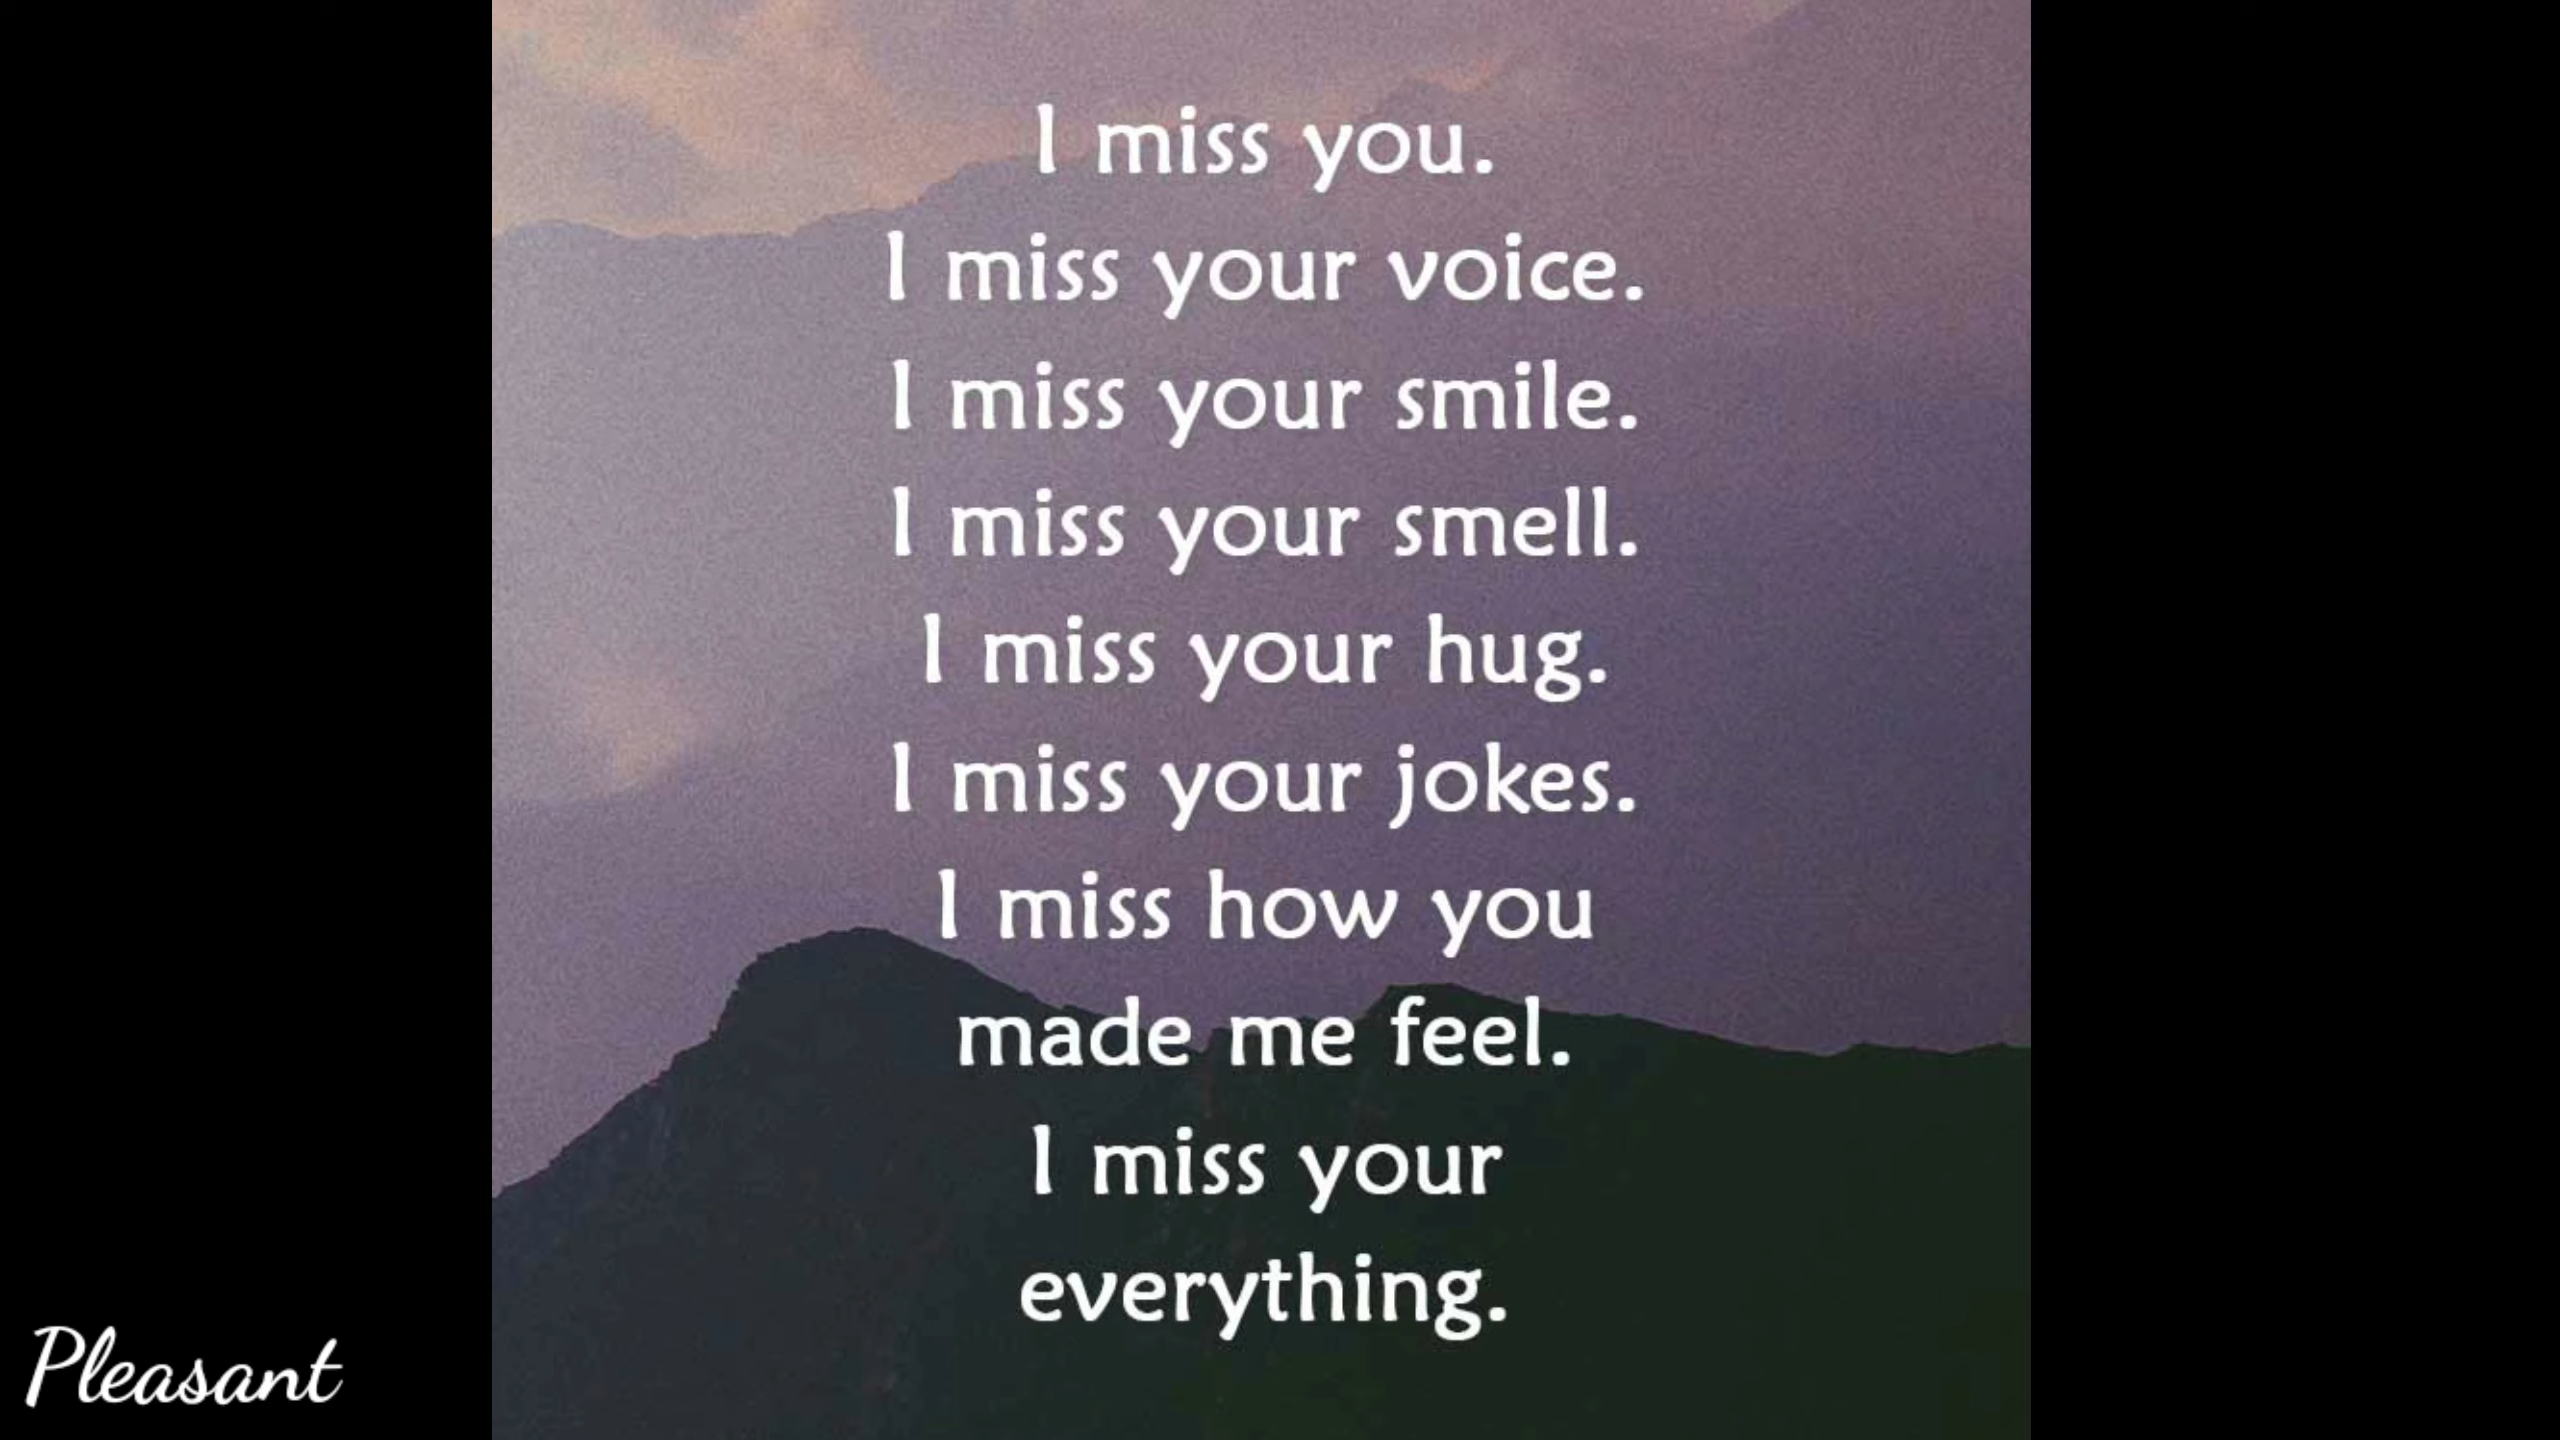 I miss you.
I miss your voice.
I miss your smile.
I miss your smell.
I miss your hug.
I miss your jokes.
I miss how you
made me feel.
I miss your
everything.
Pleasant